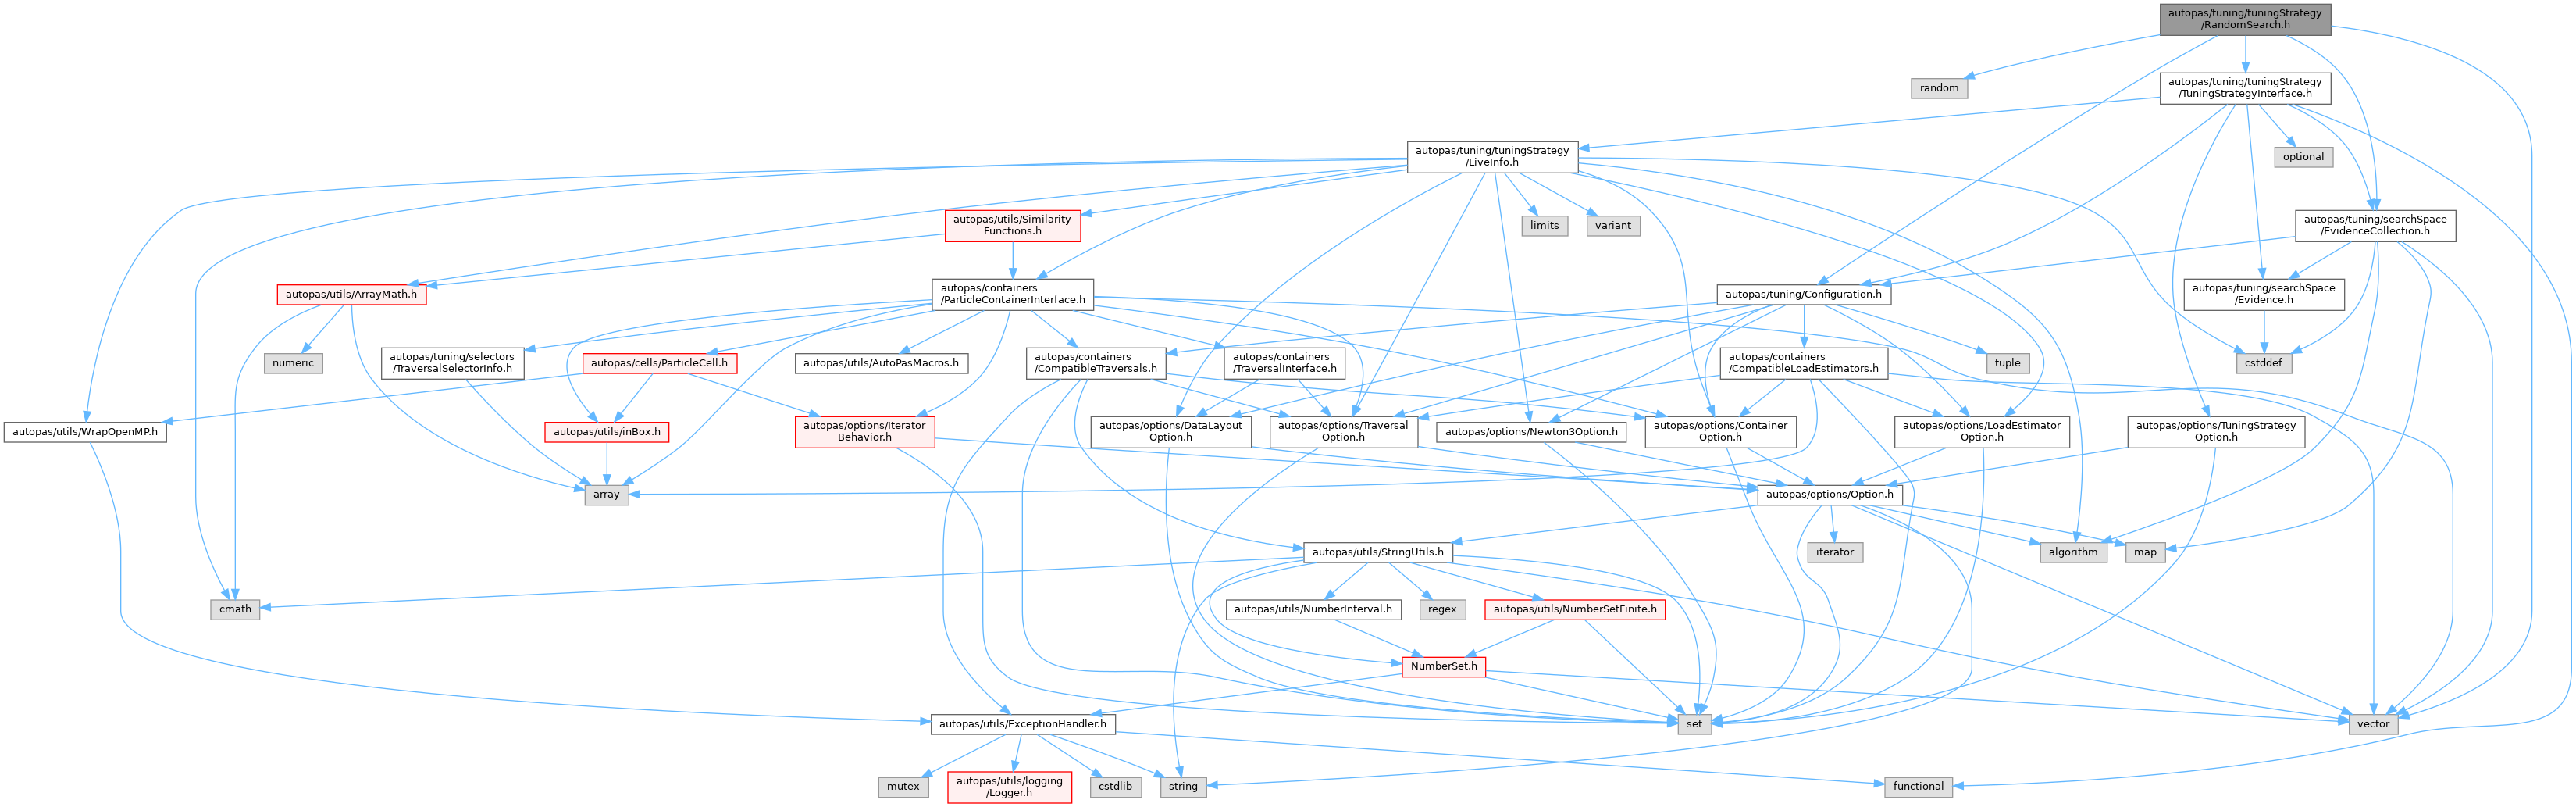 autopas/tuning/tuningStrategy
/RandomSearch.h
random
autopas/tuning/tuningStrategy
/TuningStrategyInterface.h
autopas/tuning/tuningStrategy
/LiveInfo.h
optional
autopas/utils/Similarity
Functions.h
limits
variant
autopas/tuning/searchSpace
/EvidenceCollection.h
autopas/utils/ArrayMath.h
autopas/containers
/ParticleContainerInterface.h
autopas/tuning/Configuration.h
autopas/tuning/searchSpace
/Evidence.h
numeric
autopas/tuning/selectors
/TraversalSelectorInfo.h
autopas/cells/ParticleCell.h
autopas/utils/AutoPasMacros.h
autopas/containers
/CompatibleTraversals.h
autopas/containers
/TraversalInterface.h
autopas/containers
/CompatibleLoadEstimators.h
tuple
cstddef
autopas/utils/WrapOpenMP.h
autopas/utils/inBox.h
autopas/options/Iterator
Behavior.h
autopas/options/DataLayout
Option.h
autopas/options/Traversal
Option.h
autopas/options/Newton3Option.h
autopas/options/Container
Option.h
autopas/options/LoadEstimator
Option.h
autopas/options/TuningStrategy
Option.h
array
autopas/options/Option.h
autopas/utils/StringUtils.h
iterator
algorithm
map
cmath
autopas/utils/NumberInterval.h
regex
autopas/utils/NumberSetFinite.h
NumberSet.h
autopas/utils/ExceptionHandler.h
set
vector
mutex
autopas/utils/logging
/Logger.h
cstdlib
string
functional